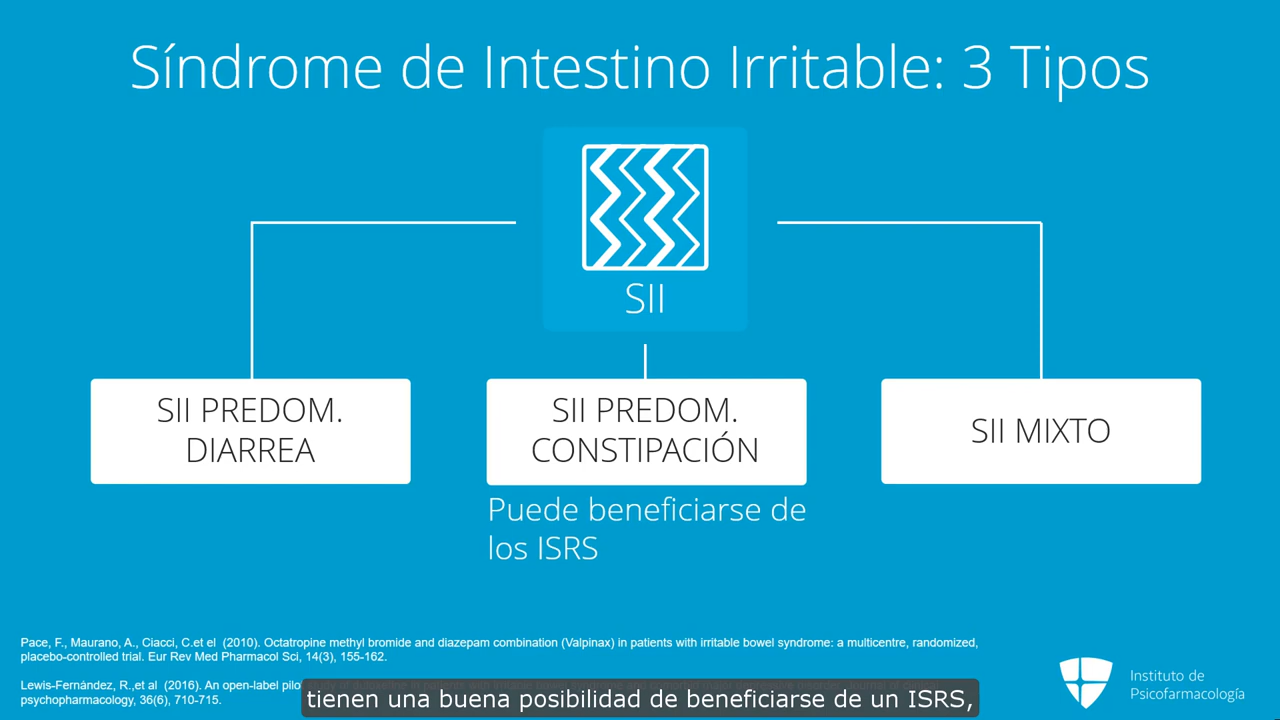 Síndrome de Intestino Irritable: 3 Tipos
SII
SII PREDOM.
DIARREA
SII PREDOM.
CONSTIPACIÓN
SII MIXTO
Puede beneficiarse de
los ISRS
Pace, F., Maurano, A., Ciacci, C.et el (2010). Octatropine methyl bromide and diazepam combination (Valpinax) in patients with irritable bowel syndrome: a multicentre, randomized,
placebo-controlled trial. Eur Rev Med Pharmacol Sci, 14(3), 155-162.
Lewis-Fernández, R.,et al (2016). An open-label pilo
psychopharmacology, 36(6), 710-715.
tienen una buena posibilidad de beneficiarse de un ISRS,
Instituto de
Psicofarmacología